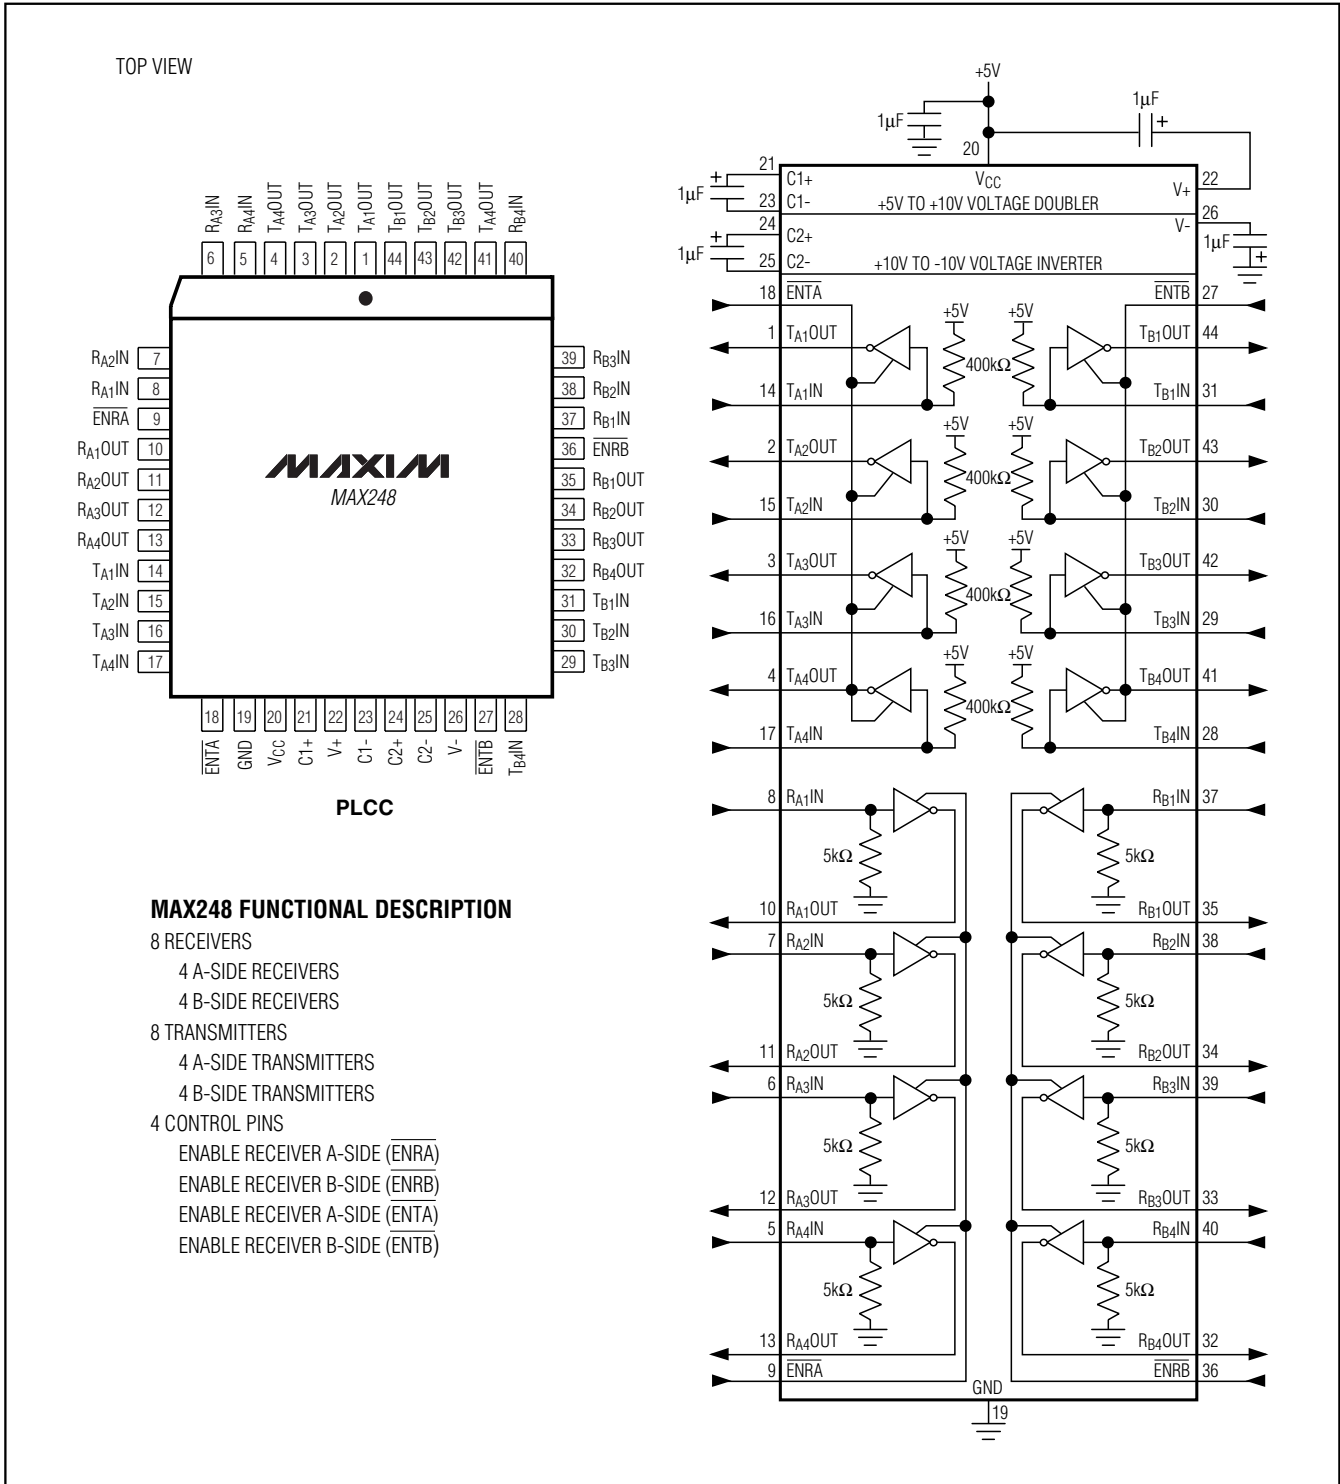 TOP VIEW
RA3IN
RA4IN
TA4OUT
TA3OUT
TA2OUT
TA1OUT
TB1OUT
TB2OUT
TB3OUT
TA4OUT
RB4IN
6 5 4 3 2 1 44 43 42 41 40
RA2IN 7
RA1IN 8
ENRA 9
RA1OUT 10
RA2OUT 11
RA3OUT 12
RA4OUT 13
TA1IN 14
TA2IN 15
TA3IN 16
TA4IN 17
MAXIM
MAX248
39 RB3IN
38 RB2IN
37 RB1IN
36 ENRB
35 RB1OUT
34 RB2OUT
33 RB3OUT
32 RB4OUT
31 TB1IN
30 TB2IN
29 TB3IN
18 19 20 21 22 23 24 25 26 27 28
ENTA
GND
VCC
C1+
V+
C1-
C2+
C2-
V-
ENTB
TB4IN
PLCC
MAX248 FUNCTIONAL DESCRIPTION
8 RECEIVERS
4 A-SIDE RECEIVERS
4 B-SIDE RECEIVERS
8 TRANSMITTERS
4 A-SIDE TRANSMITTERS
4 B-SIDE TRANSMITTERS
4 CONTROL PINS
ENABLE RECEIVER A-SIDE (ENRA)
ENABLE RECEIVER B-SIDE (ENRB)
ENABLE RECEIVER A-SIDE (ENTA)
ENABLE RECEIVER B-SIDE (ENTB)
+5V
1µF
1µF +
20
21 C1+ VCC V+ 22
+ 1µF
23 C1- +5V TO +10V VOLTAGE DOUBLER
26 V-
24 C2+
+ 1µF
1µF +
25 C2- +10V TO -10V VOLTAGE INVERTER
18 ENTA ENTB 27
+5V +5V
1 TA1OUT TB1OUT 44
400kΩ
14 TA1IN TB1IN 31
+5V +5V
2 TA2OUT TB2OUT 43
400kΩ
15 TA2IN TB2IN 30
+5V +5V
3 TA3OUT TB3OUT 42
400kΩ
16 TA3IN TB3IN 29
+5V +5V
4 TA4OUT TB4OUT 41
400kΩ
17 TA4IN TB4IN 28
8 RA1IN RB1IN 37
5kΩ 5kΩ
10 RA1OUT RB1OUT 35
7 RA2IN RB2IN 38
5kΩ 5kΩ
11 RA2OUT RB2OUT 34
6 RA3IN RB3IN 39
5kΩ 5kΩ
12 RA3OUT RB3OUT 33
5 RA4IN RB4IN 40
5kΩ 5kΩ
13 RA4OUT RB4OUT 32
9 ENRA ENRB 36
GND
19